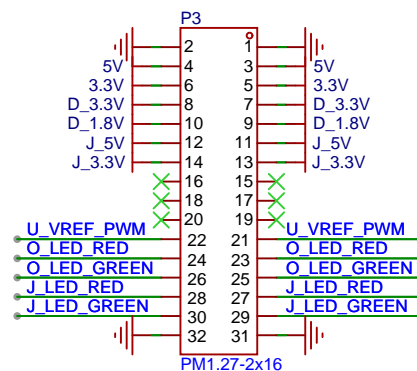 P3
2 1
5V 4 3 5V
3.3V 6 5 3.3V
D_3.3V 8 7 D_3.3V
D_1.8V 10 9 D_1.8V
J_5V 12 11 J_5V
J_3.3V 14 13 J_3.3V
16 15
18 17
20 19
U_VREF_PWM 22 21 U_VREF_PWM
O_LED_RED 24 23 O_LED_RED
O_LED_GREEN 26 25 O_LED_GREEN
J_LED_RED 28 27 J_LED_RED
J_LED_GREEN 30 29 J_LED_GREEN
32 31
PM1.27-2x16